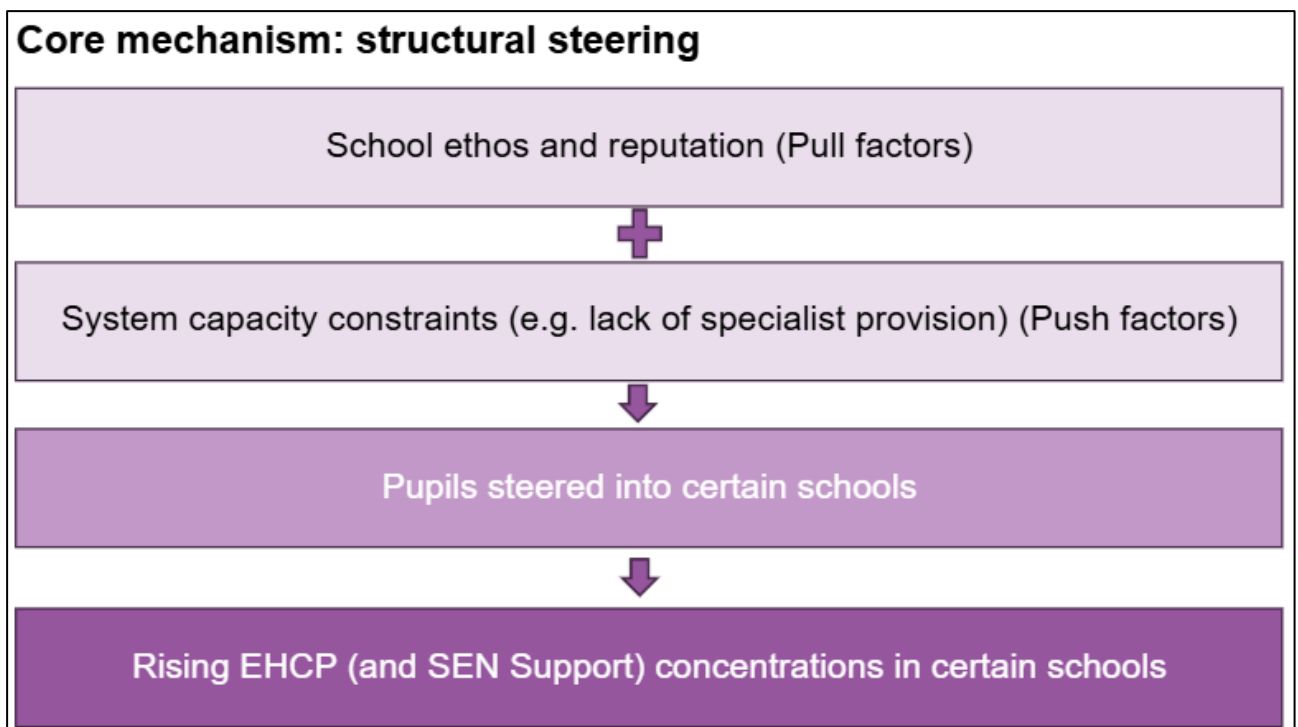 Core mechanism: structural steering
School ethos and reputation (Pull factors)
System capacity constraints (e.g. lack of specialist provision) (Push factors)
Pupils steered into certain schools
Rising EHCP (and SEN Support) concentrations in certain schools